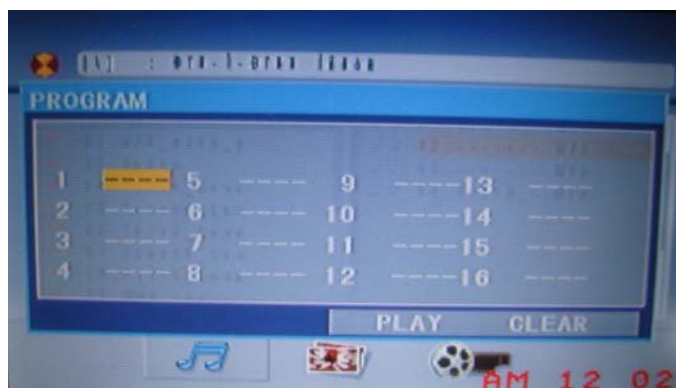 PROGRAM
1 ---- 5 ---- 9 ---- 13 ----
2 ---- 6 ---- 10 ---- 14 ----
3 ---- 7 ---- 11 ---- 15 ----
4 ---- 8 ---- 12 ---- 16 ----
PLAY CLEAR
AM 12 02